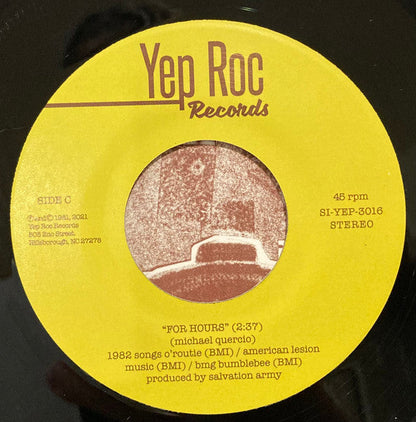 Yep Roc
Records
SIDE C
℗and© 1981, 2021
Yep Roc Records
Street,
Hillsborough, NC 27278
45 rpm
SI-YEP-3016
STEREO
"FOR HOURS" (2:37)
(michael quercio)
1982 songs o'routie (BMI) / american lesion
music (BMI) / bmg bumblebee (BMI)
produced by salvation army